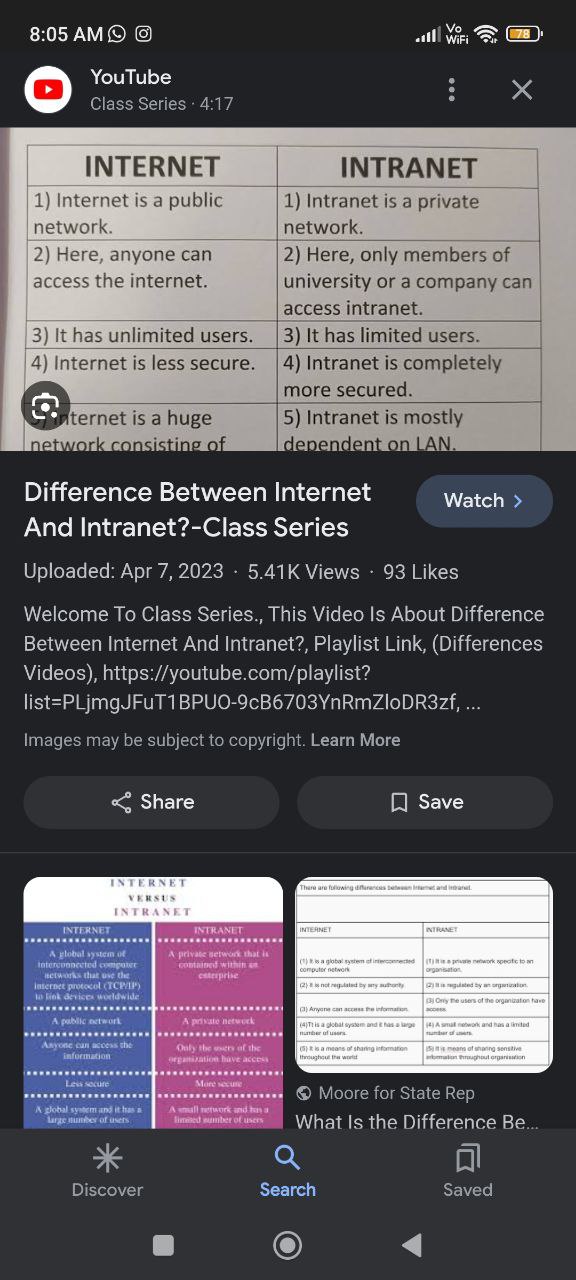 8:05 AM
Vo
WiFi
78
YouTube
Class Series · 4:17
INTERNET
INTRANET
1) Internet is a public
network.
1) Intranet is a private
network.
2) Here, anyone can
access the internet.
2) Here, only members of
university or a company can
access intranet.
3) It has unlimited users.
3) It has limited users.
4) Internet is less secure.
4) Intranet is completely
more secured.
nternet is a huge
network consisting of
5) Intranet is mostly
dependent on LAN.
Difference Between Internet
And Intranet?-Class Series
Watch
Uploaded: Apr 7, 2023 · 5.41K Views · 93 Likes
Welcome To Class Series., This Video Is About Difference
Between Internet And Intranet?, Playlist Link, (Differences
Videos), https://youtube.com/playlist?
list=PLjmgJFuT1BPUO-9cB6703YnRmZloDR3zf, ...
Images may be subject to copyright. Learn More
Share
Save
INTERNET
VERSUS
INTRANET
INTERNET
INTRANET
A global system of
interconnected computer
networks that use the
internet protocol (TCP/IP)
to link devices worldwide
A private network that is
contained within an
enterprise
A public network
A private network
Anyone can access the
information
Only the users of the
organization have access
Less secure
More secure
A global system and it has a
large number of users
A small network and has a
limited number of users
There are following differences between Internet and Intranet.
INTERNET
INTRANET
(1) It is a global system of interconnected
computer network
(1) It is a private network specific to an
organisation.
(2) It is not regulated by any authority.
(2) It is regulated by an organization.
(3) Anyone can access the information.
(3) Only the users of the organization have
access.
(4)Tt is a global system and it has a large
number of users.
(4) A small network and has a limited
number of users.
(5) It is a means of sharing information
throughout the world
(5) It is means of sharing sensitive
information throughout organisation
Moore for State Rep
What Is the Difference Be...
Discover
Search
Saved